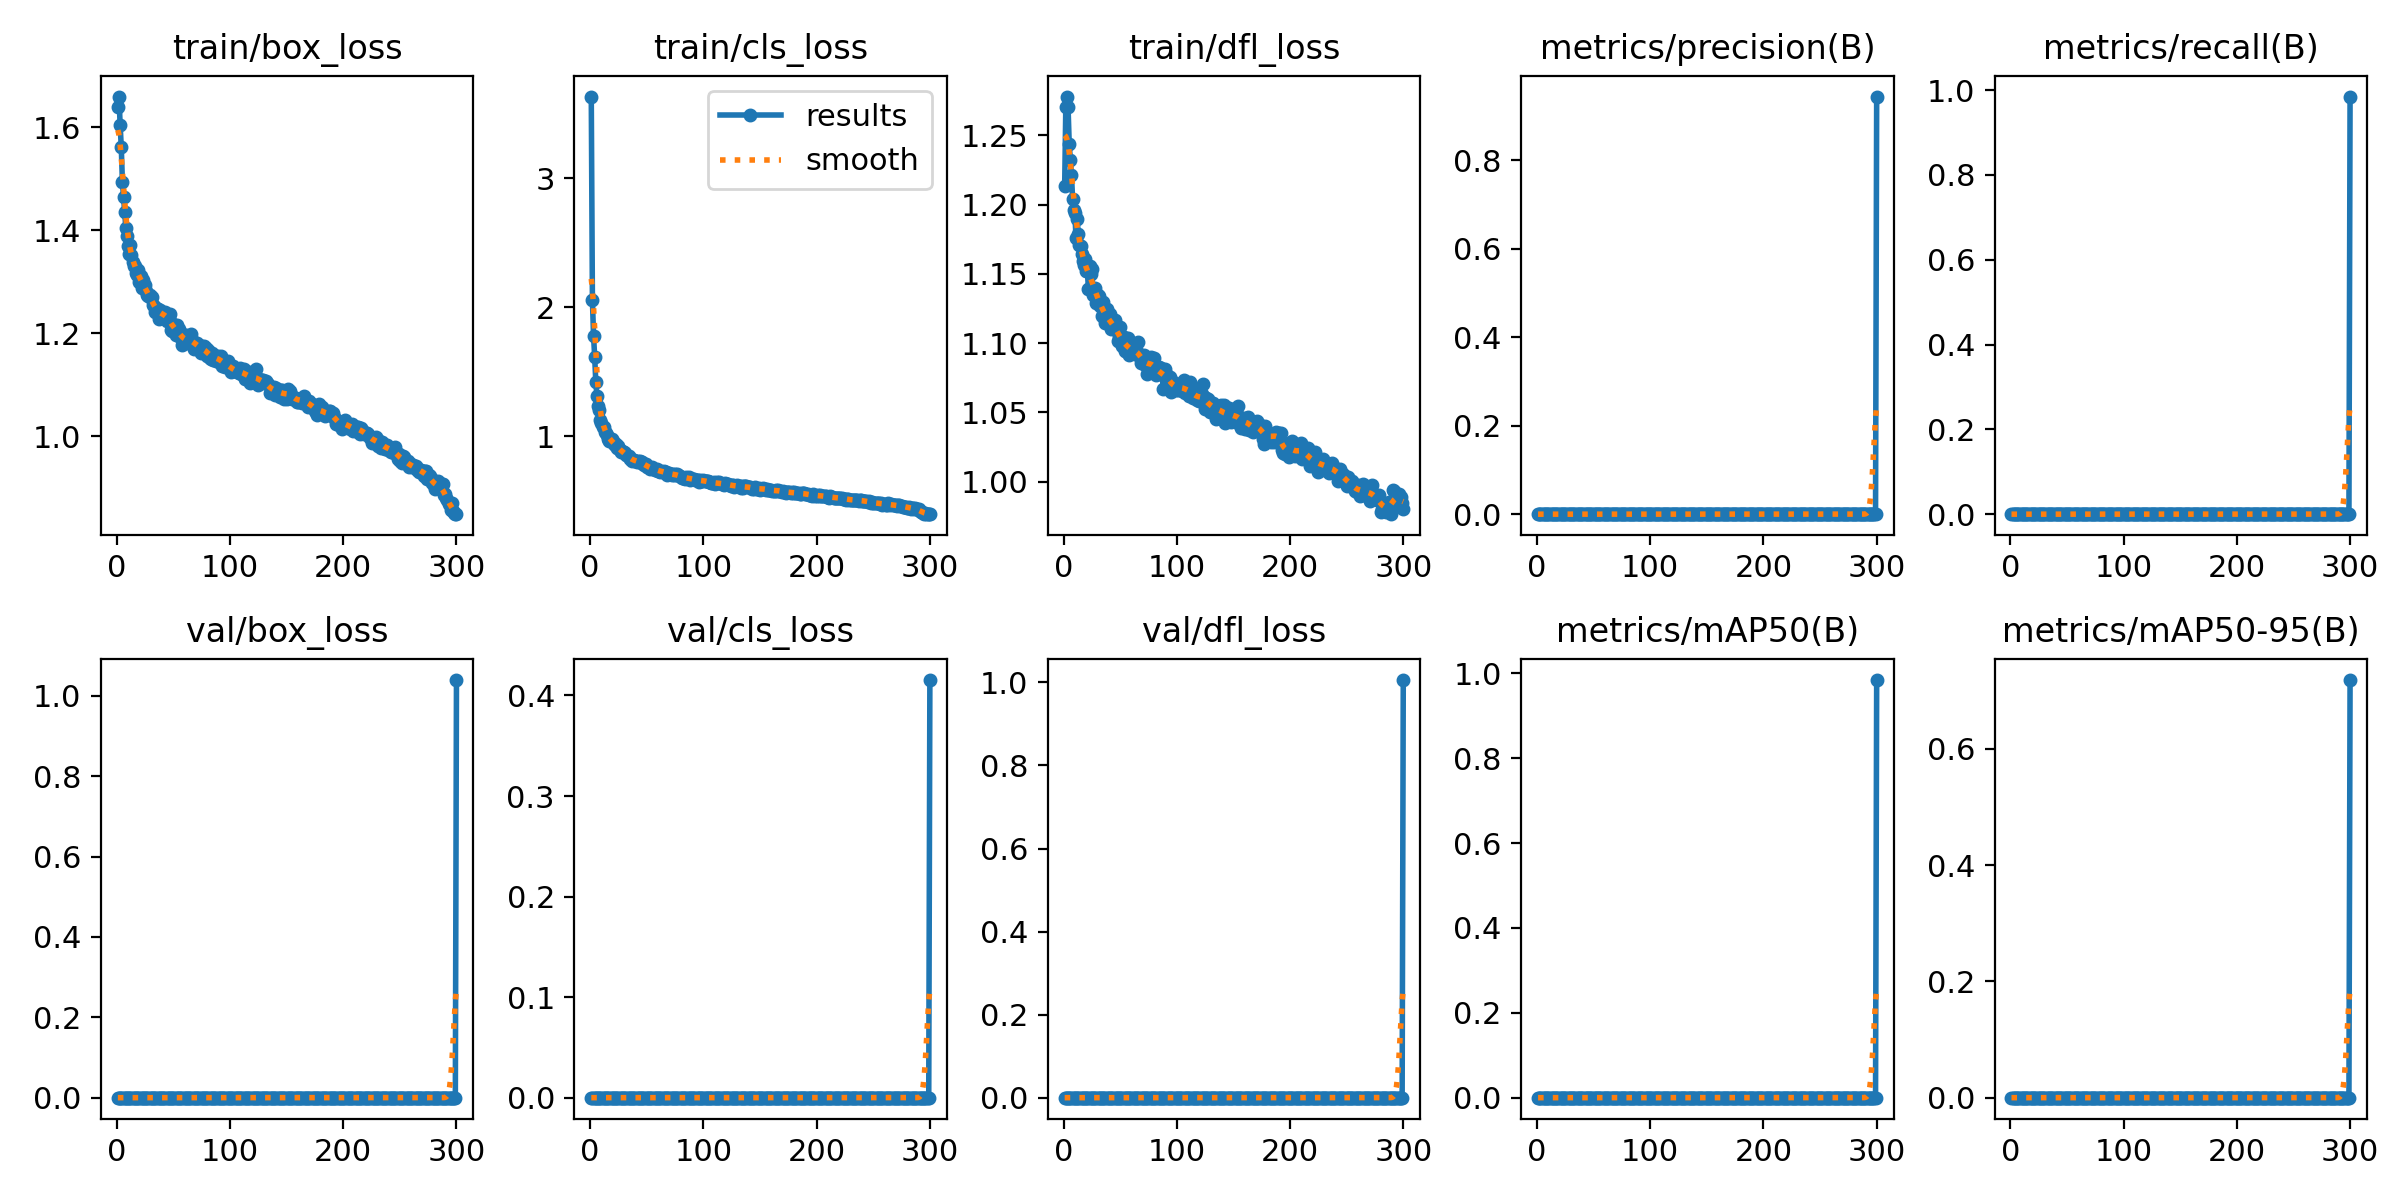 train/box_loss
1.6
1.4
1.2
1.0
0 100 200 300
train/cls_loss
results
smooth
3
2
1
0 100 200 300
train/dfl_loss
1.25
1.20
1.15
1.10
1.05
1.00
0 100 200 300
metrics/precision(B)
0.8
0.6
0.4
0.2
0.0
0 100 200 300
metrics/recall(B)
1.0
0.8
0.6
0.4
0.2
0.0
0 100 200 300
val/box_loss
1.0
0.8
0.6
0.4
0.2
0.0
0 100 200 300
val/cls_loss
0.4
0.3
0.2
0.1
0.0
0 100 200 300
val/dfl_loss
1.0
0.8
0.6
0.4
0.2
0.0
0 100 200 300
metrics/mAP50(B)
1.0
0.8
0.6
0.4
0.2
0.0
0 100 200 300
metrics/mAP50-95(B)
0.6
0.4
0.2
0.0
0 100 200 300